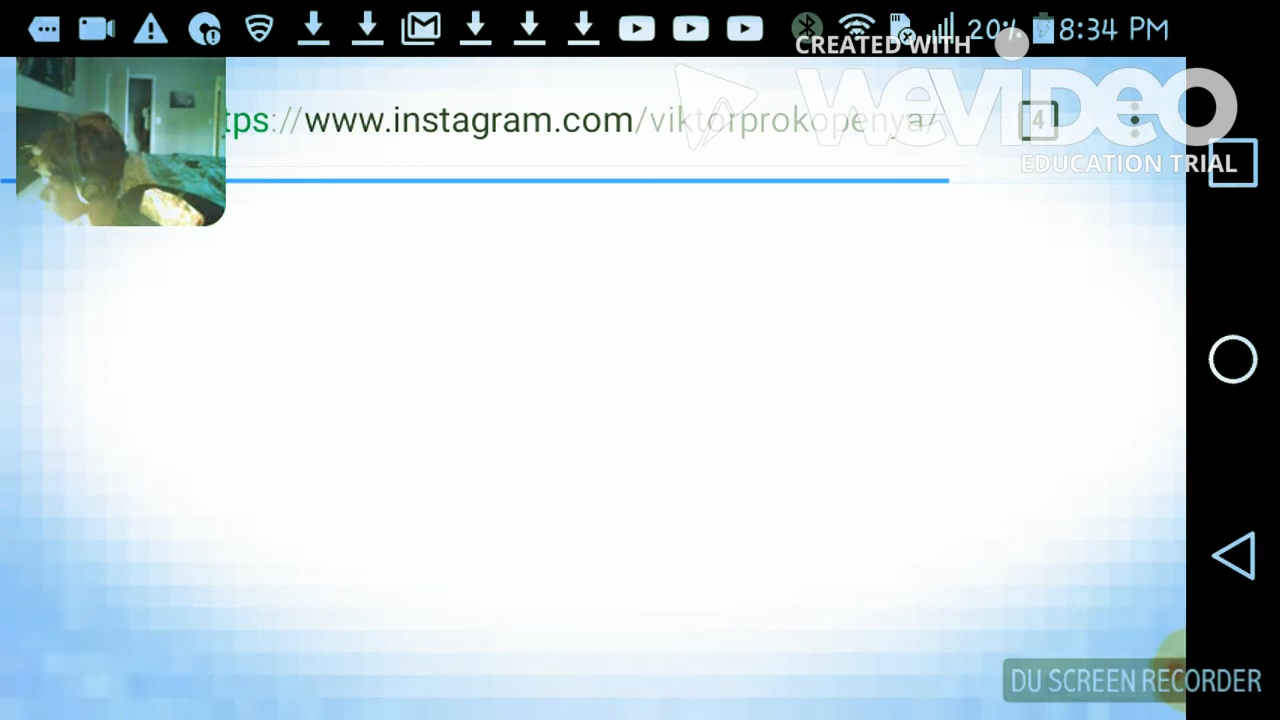 20% 8:34 PM
CREATED WITH
WEVIDEO
EDUCATION TRIAL
tps://www.instagram.com/viktorprokopenya/
4
DU SCREEN RECORDER